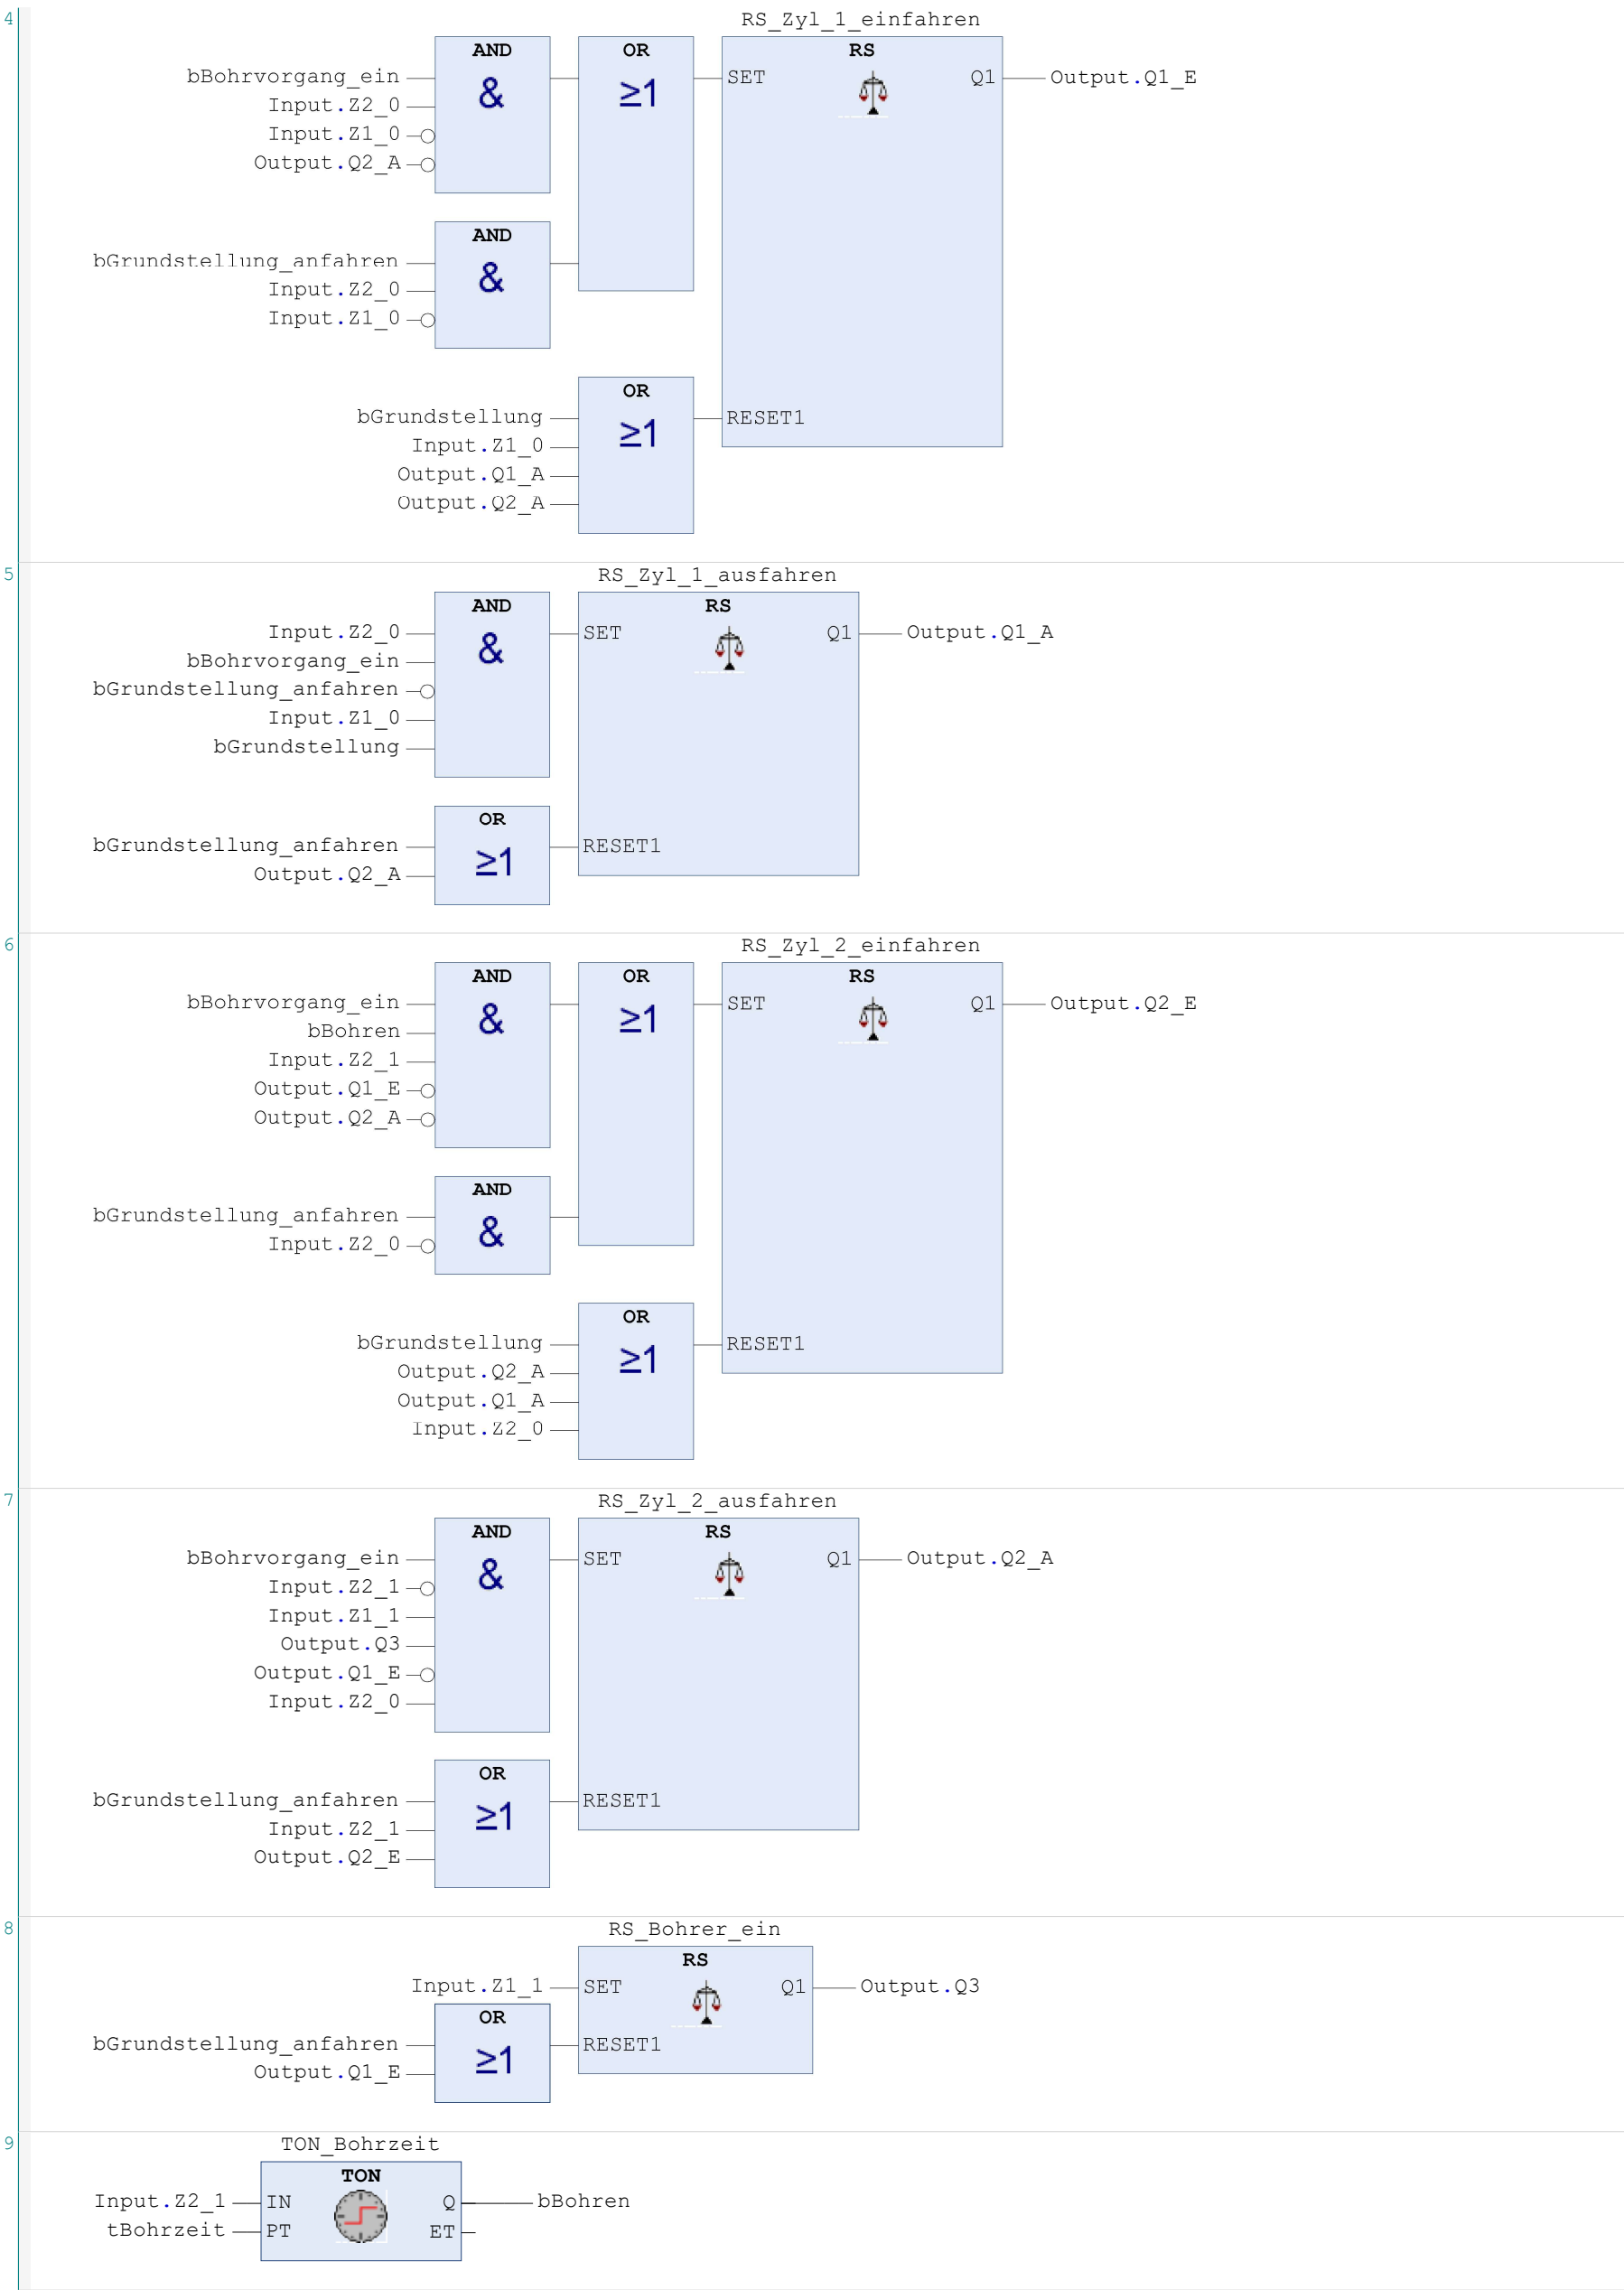 4
RS_Zyl_1_einfahren
AND
OR
RS
bBohrvorgang_ein
&
≥1
SET
Q1
Output.Q1_E
Input.Z2_0
Input.Z1_0
Output.Q2_A
AND
bGrundstellung_anfahren
&
Input.Z2_0
Input.Z1_0
OR
bGrundstellung
≥1
RESET1
Input.Z1_0
Output.Q1_A
Output.Q2_A
5
RS_Zyl_1_ausfahren
AND
RS
Input.Z2_0
&
SET
Q1
Output.Q1_A
bBohrvorgang_ein
bGrundstellung_anfahren
Input.Z1_0
bGrundstellung
OR
bGrundstellung_anfahren
≥1
RESET1
Output.Q2_A
6
RS_Zyl_2_einfahren
AND
OR
RS
bBohrvorgang_ein
&
≥1
SET
Q1
Output.Q2_E
bBohren
Input.Z2_1
Output.Q1_E
Output.Q2_A
AND
bGrundstellung_anfahren
&
Input.Z2_0
OR
bGrundstellung
≥1
RESET1
Output.Q2_A
Output.Q1_A
Input.Z2_0
7
RS_Zyl_2_ausfahren
AND
RS
bBohrvorgang_ein
&
SET
Q1
Output.Q2_A
Input.Z2_1
Input.Z1_1
Output.Q3
Output.Q1_E
Input.Z2_0
OR
bGrundstellung_anfahren
≥1
RESET1
Input.Z2_1
Output.Q2_E
8
RS_Bohrer_ein
RS
Input.Z1_1
SET
Q1
Output.Q3
OR
bGrundstellung_anfahren
≥1
RESET1
Output.Q1_E
9
TON_Bohrzeit
TON
Input.Z2_1
IN
Q
bBohren
tBohrzeit
PT
ET